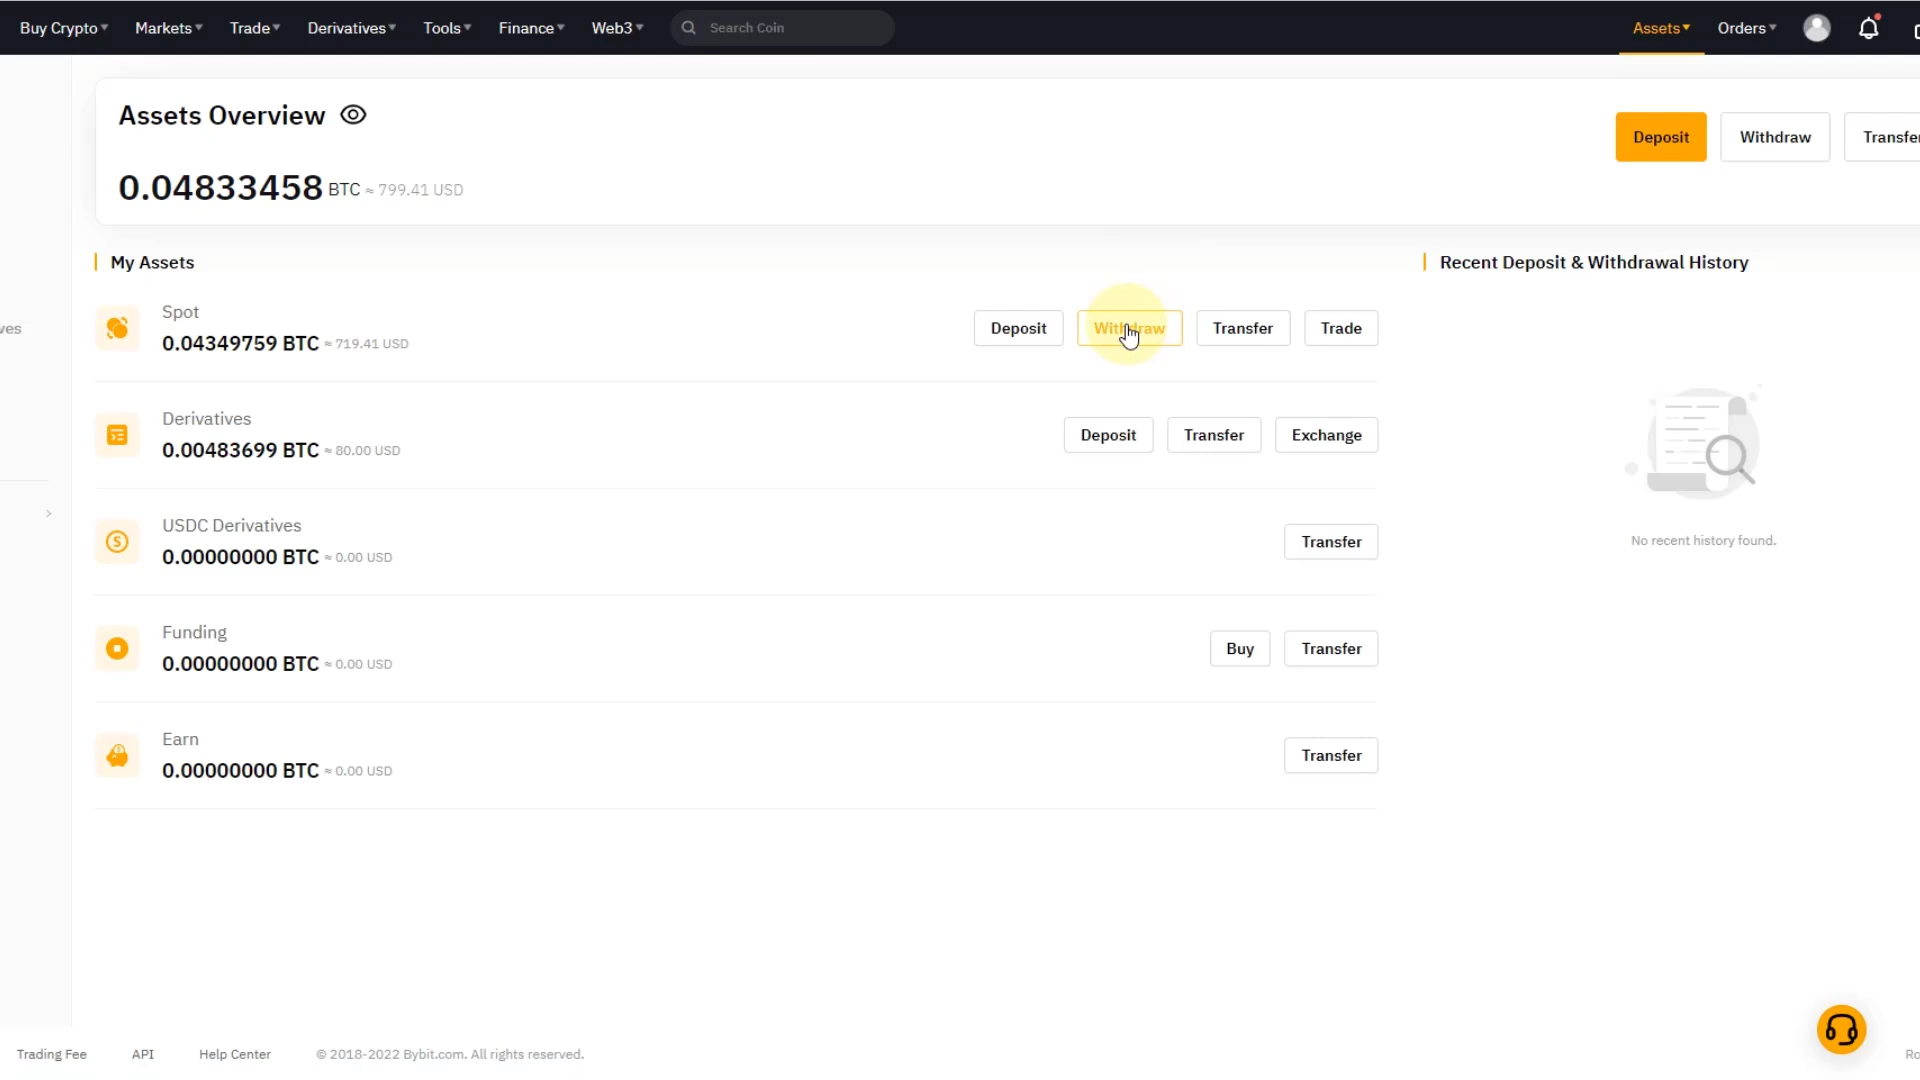 Buy Crypto Markets Trade Derivatives Tools Finance Web3 Search Coin Assets Orders
Assets Overview
Deposit Withdraw Transfer
0.04833458 BTC ≈ 799.41 USD
My Assets
Recent Deposit & Withdrawal History
Spot
0.04349759 BTC ≈ 719.41 USD
Deposit Withdraw Transfer Trade
Derivatives
0.00483699 BTC ≈ 80.00 USD
Deposit Transfer Exchange
USDC Derivatives
0.00000000 BTC ≈ 0.00 USD
Transfer
No recent history found.
Funding
0.00000000 BTC ≈ 0.00 USD
Buy Transfer
Earn
0.00000000 BTC ≈ 0.00 USD
Transfer
Trading Fee API Help Center © 2018-2022 Bybit.com. All rights reserved.